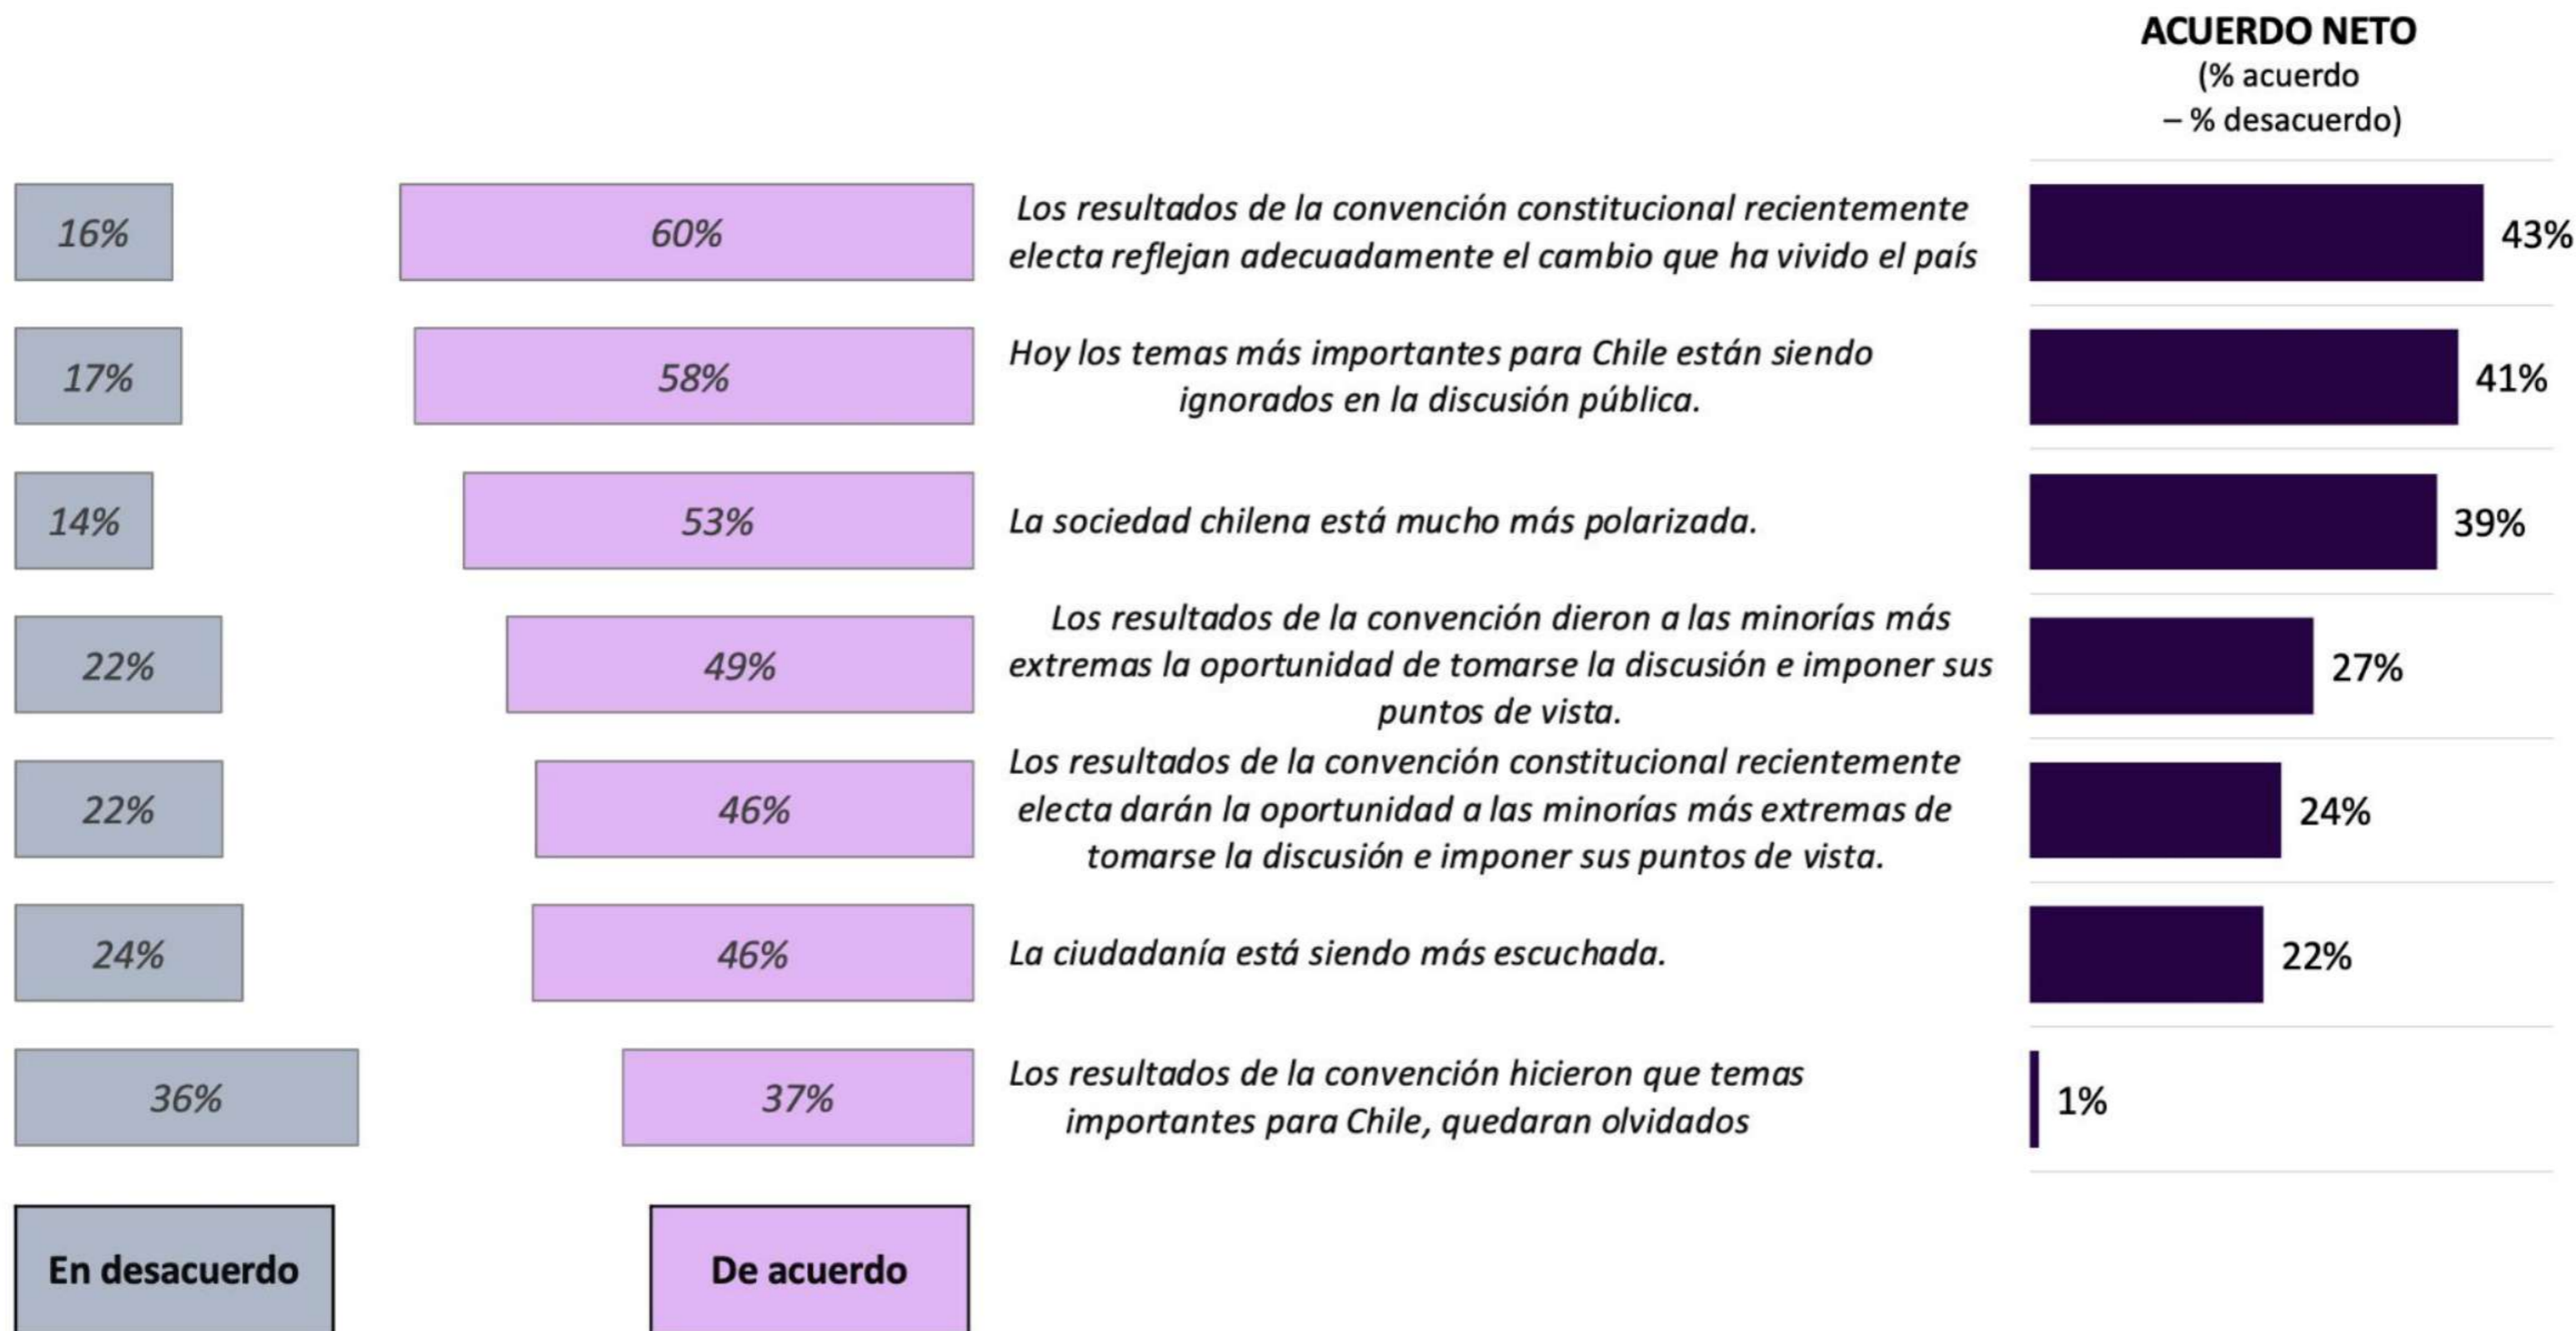 ACUERDO NETO
(% acuerdo
– % desacuerdo)
16%
60%
Los resultados de la convención constitucional recientemente
electa reflejan adecuadamente el cambio que ha vivido el país
43%
17%
58%
Hoy los temas más importantes para Chile están siendo
ignorados en la discusión pública.
41%
14%
53%
La sociedad chilena está mucho más polarizada.
39%
22%
49%
Los resultados de la convención dieron a las minorías más
extremas la oportunidad de tomarse la discusión e imponer sus
puntos de vista.
27%
22%
46%
Los resultados de la convención constitucional recientemente
electa darán la oportunidad a las minorías más extremas de
tomarse la discusión e imponer sus puntos de vista.
24%
24%
46%
La ciudadanía está siendo más escuchada.
22%
36%
37%
Los resultados de la convención hicieron que temas
importantes para Chile, quedaran olvidados
1%
En desacuerdo
De acuerdo